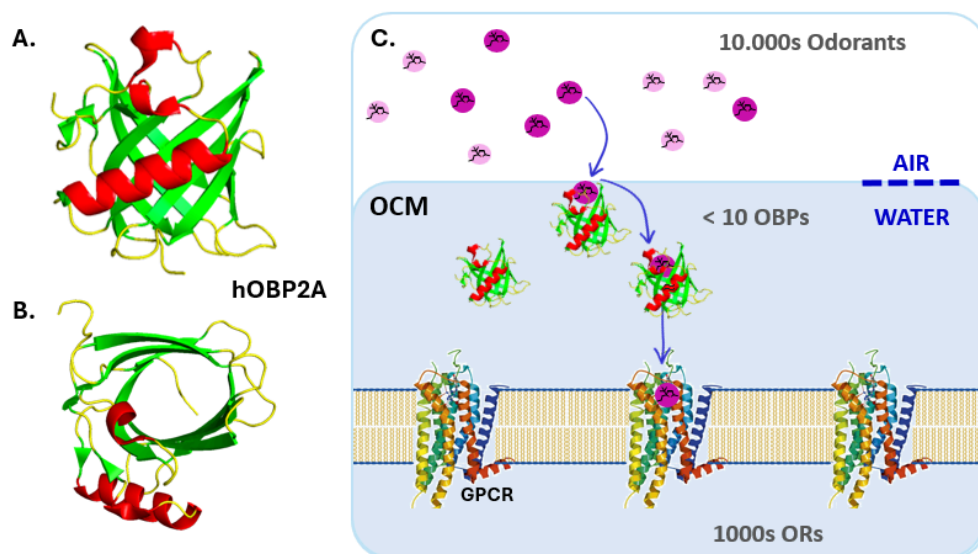 A.
hOBP2A
B.
C.
10.000s Odorants
AIR
OCM
< 10 OBPs
WATER
GPCR
1000s ORs